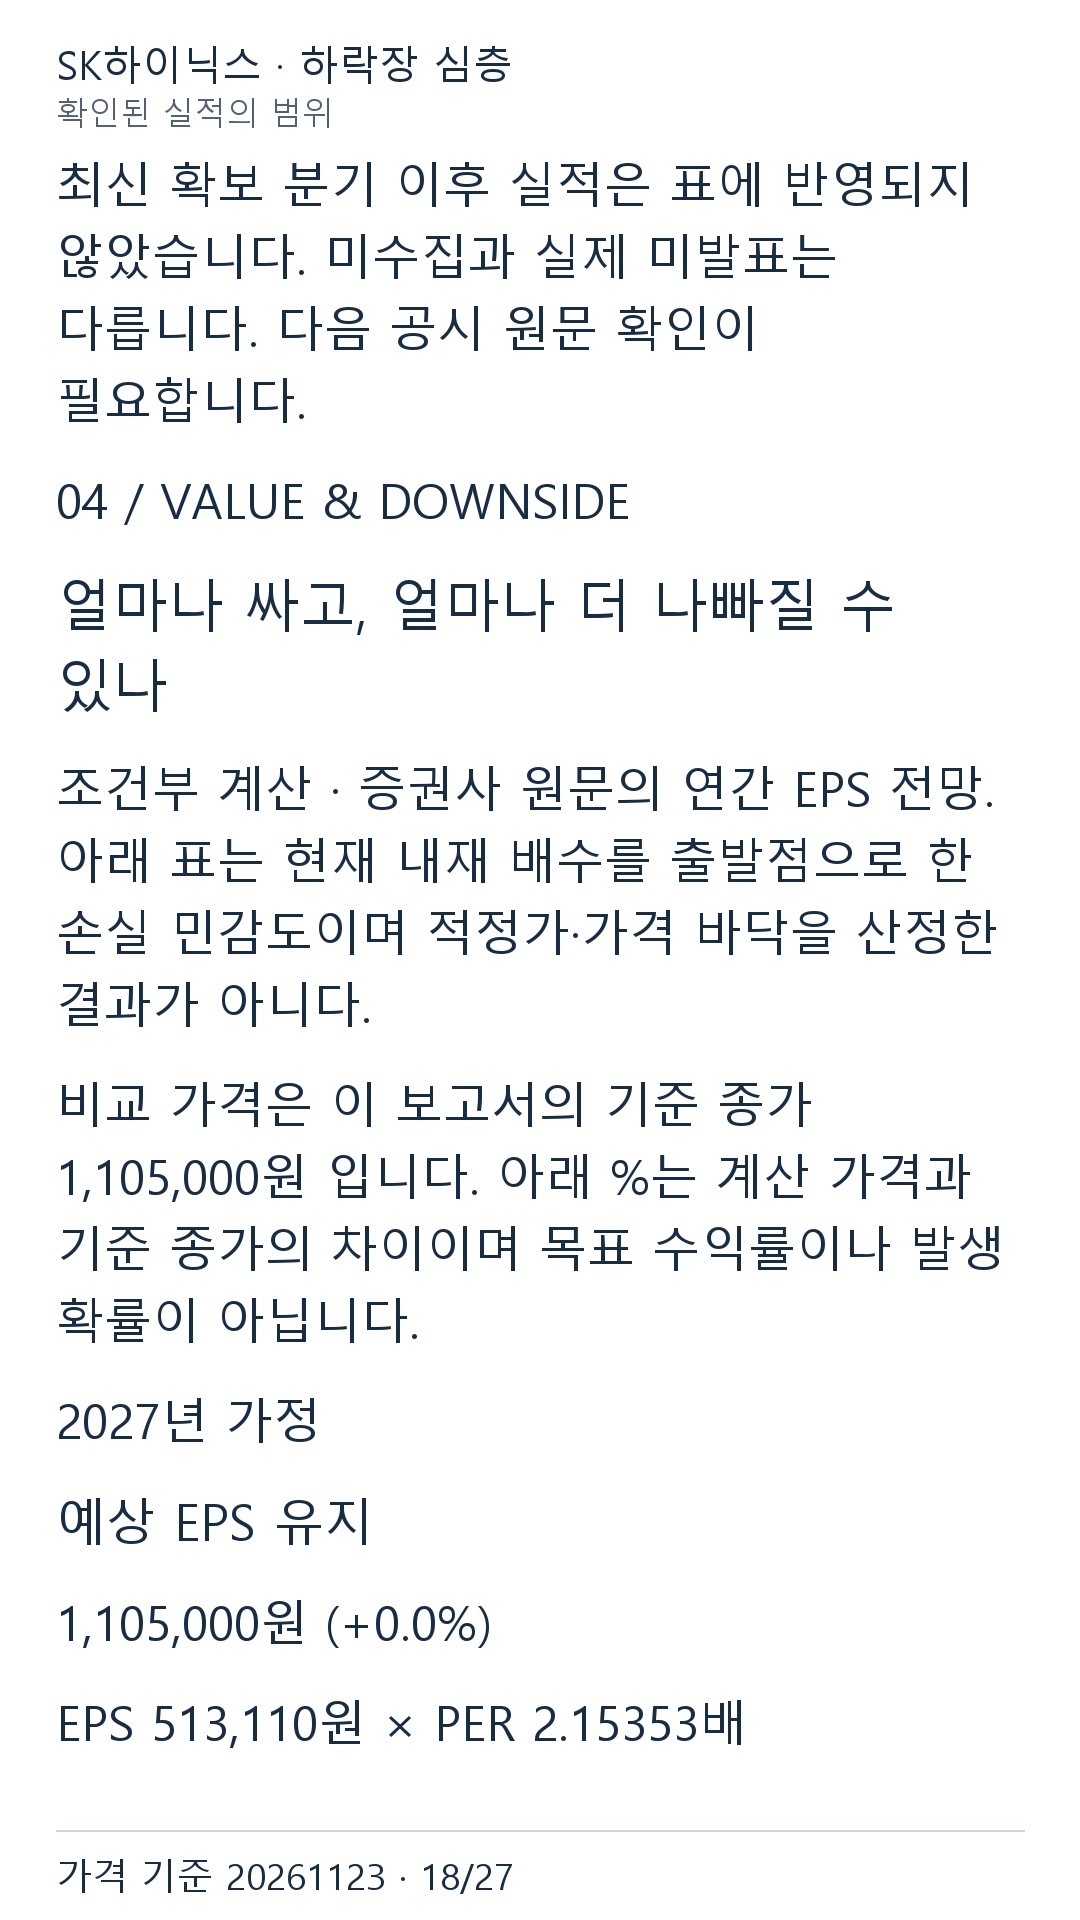 SK하이닉스 · 하락장 심층
확인된 실적의 범위
최신 확보 분기 이후 실적은 표에 반영되지
않았습니다. 미수집과 실제 미발표는
다릅니다. 다음 공시 원문 확인이
필요합니다.
04 / VALUE & DOWNSIDE
얼마나 싸고, 얼마나 더 나빠질 수
있나
조건부 계산 · 증권사 원문의 연간 EPS 전망.
아래 표는 현재 내재 배수를 출발점으로 한
손실 민감도이며 적정가·가격 바닥을 산정한
결과가 아니다.
비교 가격은 이 보고서의 기준 종가
1,105,000원 입니다. 아래 %는 계산 가격과
기준 종가의 차이이며 목표 수익률이나 발생
확률이 아닙니다.
2027년 가정
예상 EPS 유지
1,105,000원 (+0.0%)
EPS 513,110원 × PER 2.15353배
가격 기준 20261123 · 18/27